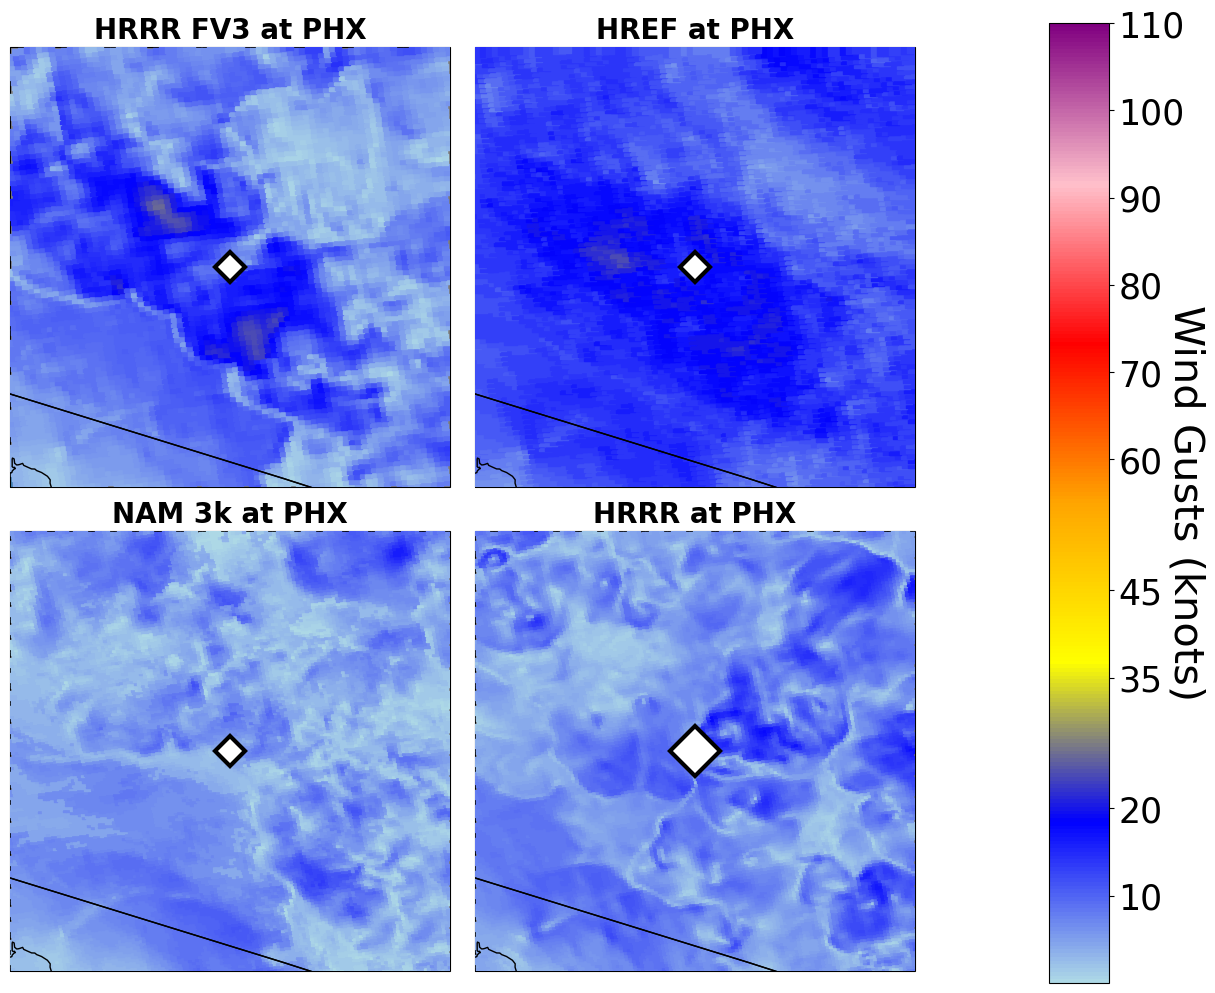 HRRR FV3 at PHX
HREF at PHX
NAM 3k at PHX
HRRR at PHX
110
100
90
80
70
60
45
35
20
10
Wind Gusts (knots)